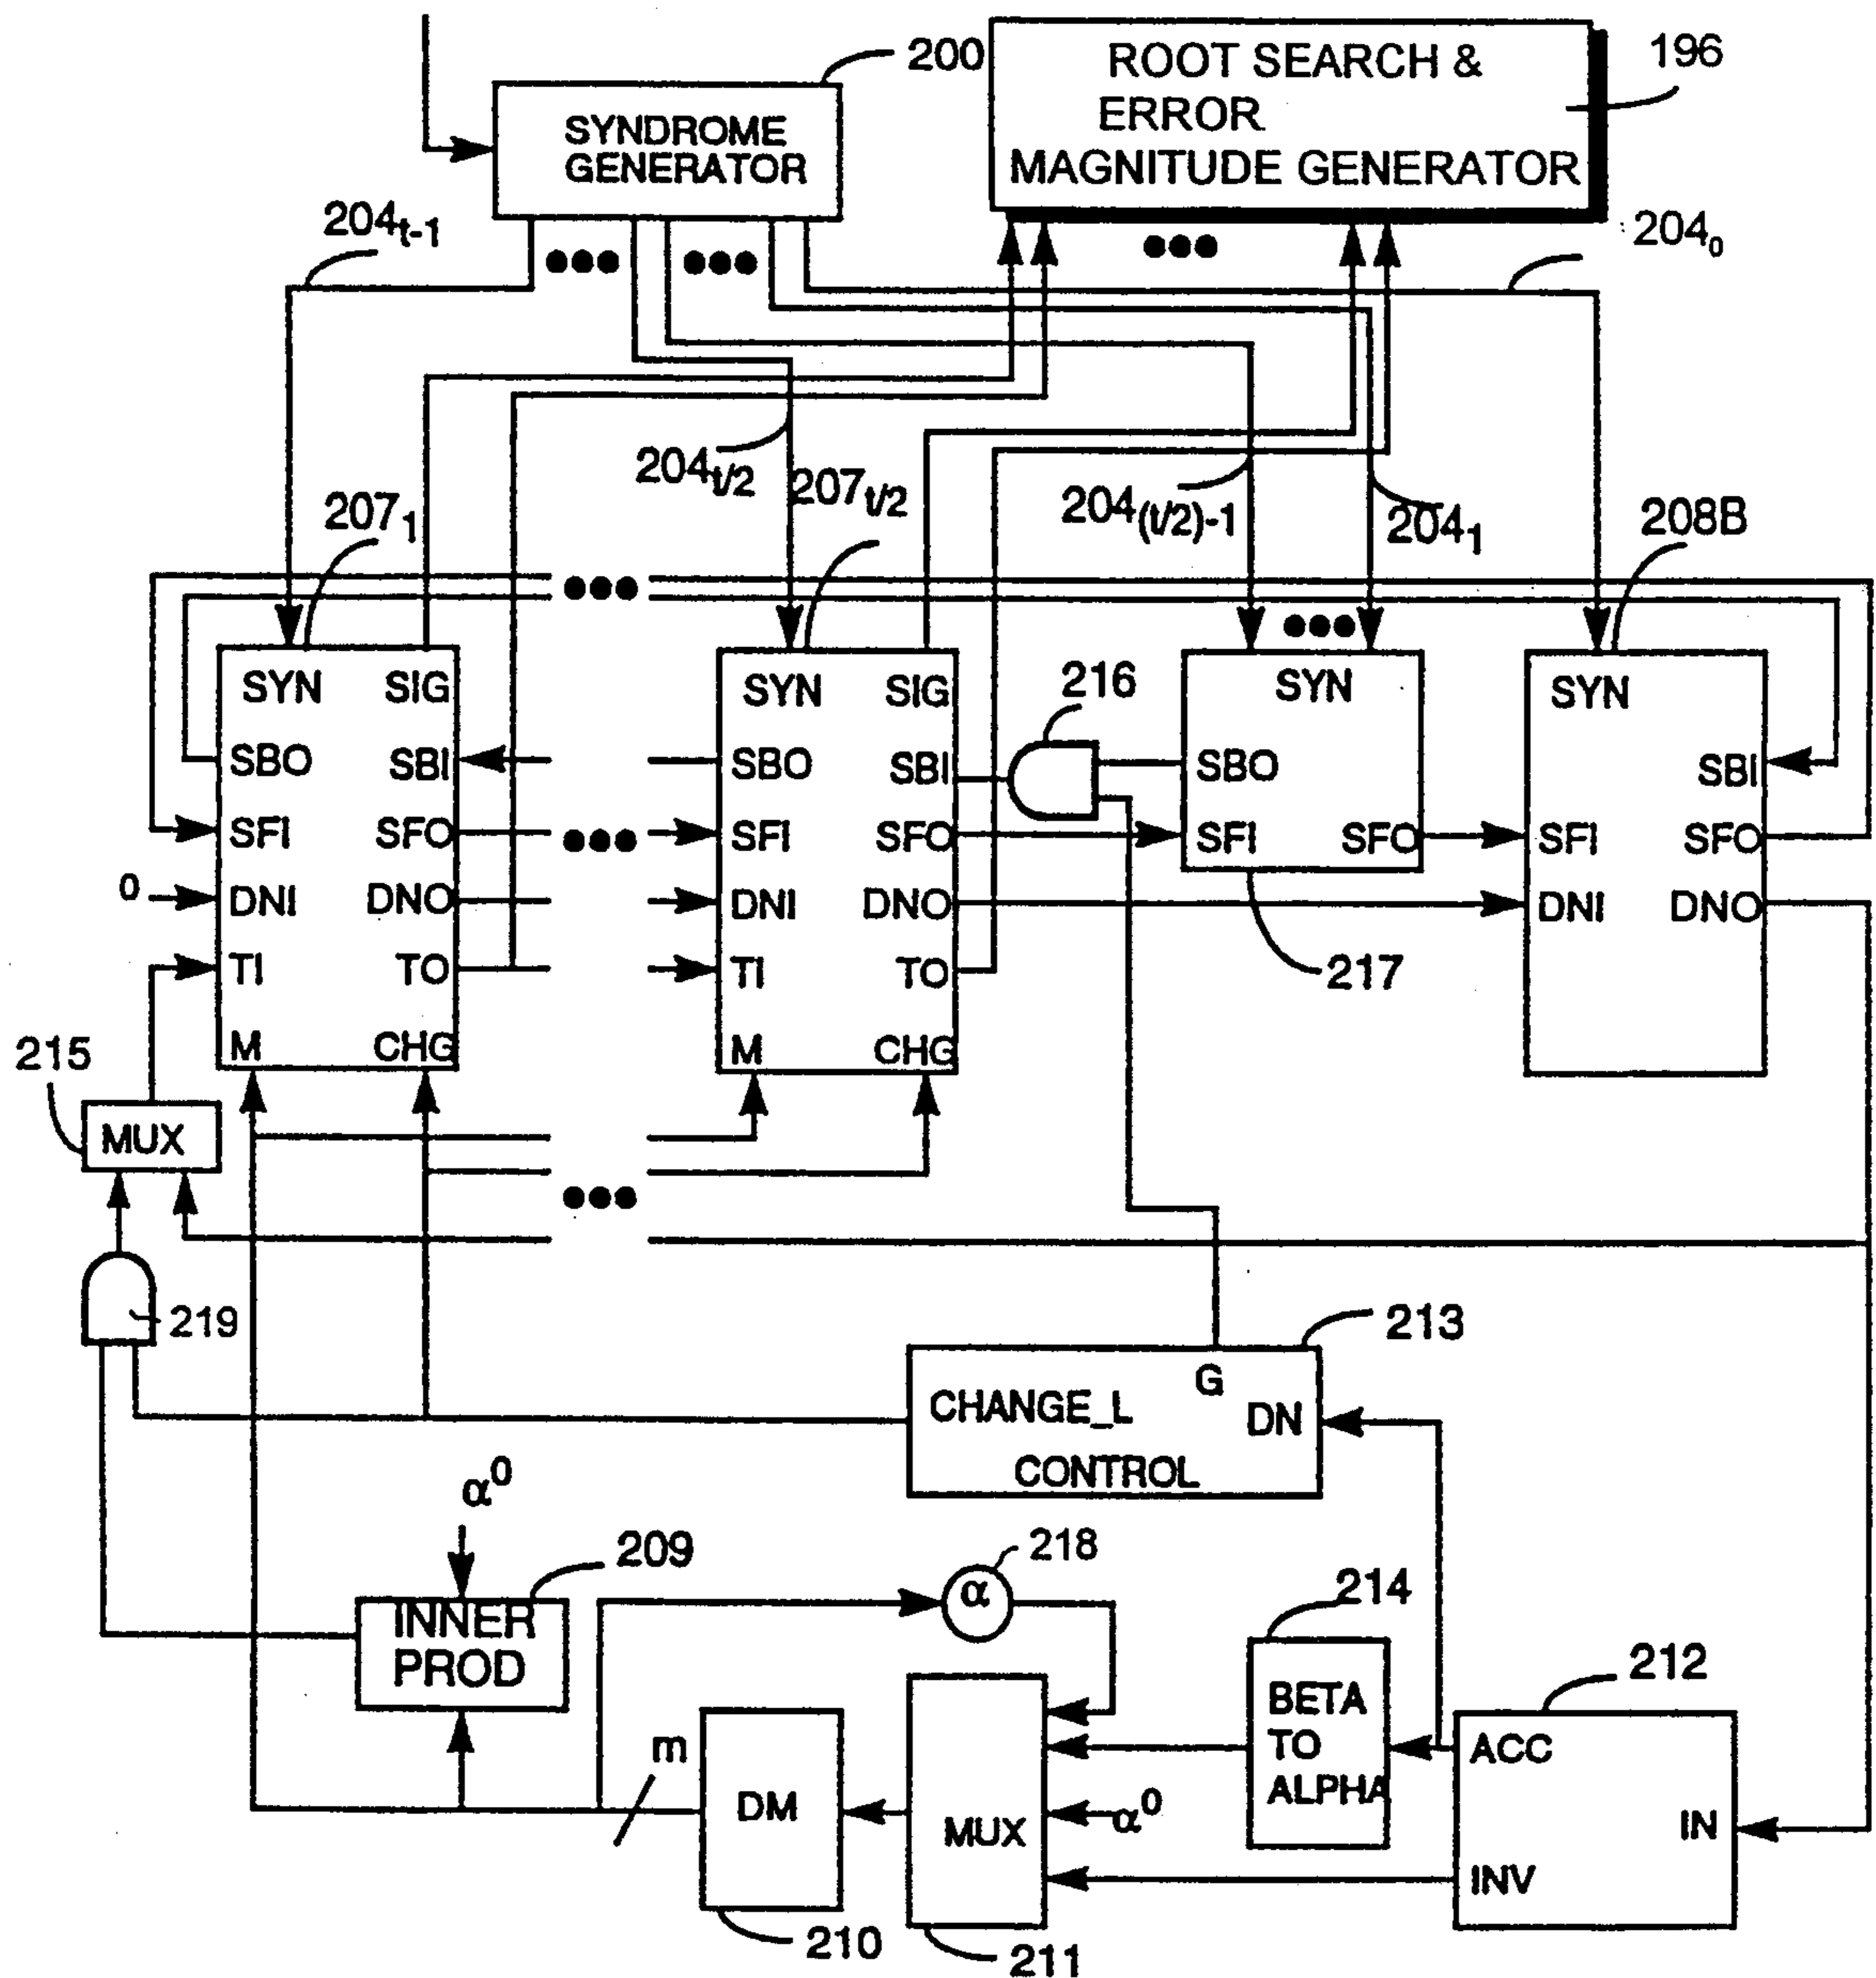 200
ROOT SEARCH &
ERROR
MAGNITUDE GENERATOR
196
SYNDROME
GENERATOR
204t-1
204₀
204t/2
207t/2
204(t/2)-1
204₁
208B
207₁
SYN SIG
SBO SBI
SFI SFO
0
DNI DNO
TI TO
M CHG
SYN SIG
SBO SBI
SFI SFO
DNI DNO
TI TO
M CHG
216
SYN
SBO
SFI SFO
217
SYN
SBI
SFI SFO
DNI DNO
215
MUX
219
213
G
CHANGE_L DN
CONTROL
α⁰
209
INNER
PROD
218
α
214
BETA
TO
ALPHA
212
ACC
IN
INV
m
DM
210
MUX
α⁰
211